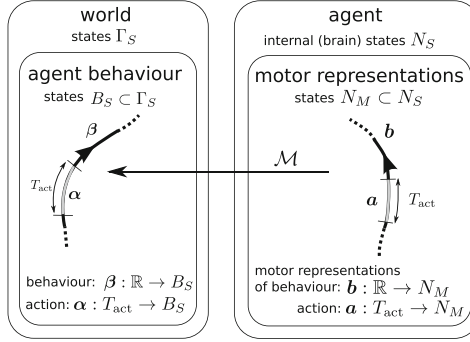 world
states Γ_S
agent behaviour
states B_S ⊂ Γ_S
β
T_act
α
behaviour: β : ℝ → B_S
action: α : T_act → B_S
ℳ
agent
internal (brain) states N_S
motor representations
states N_M ⊂ N_S
b
a
T_act
motor representations
of behaviour: b : ℝ → N_M
action: a : T_act → N_M